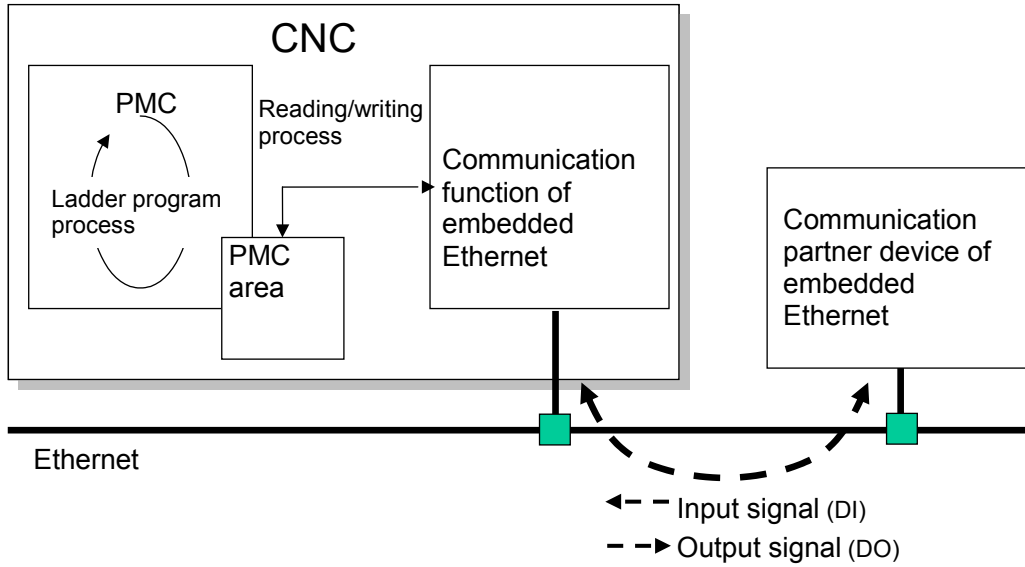 CNC
PMC
Ladder program
process
Reading/writing
process
PMC
area
Communication
function of
embedded
Ethernet
Communication
partner device of
embedded
Ethernet
Ethernet
Input signal (DI)
Output signal (DO)